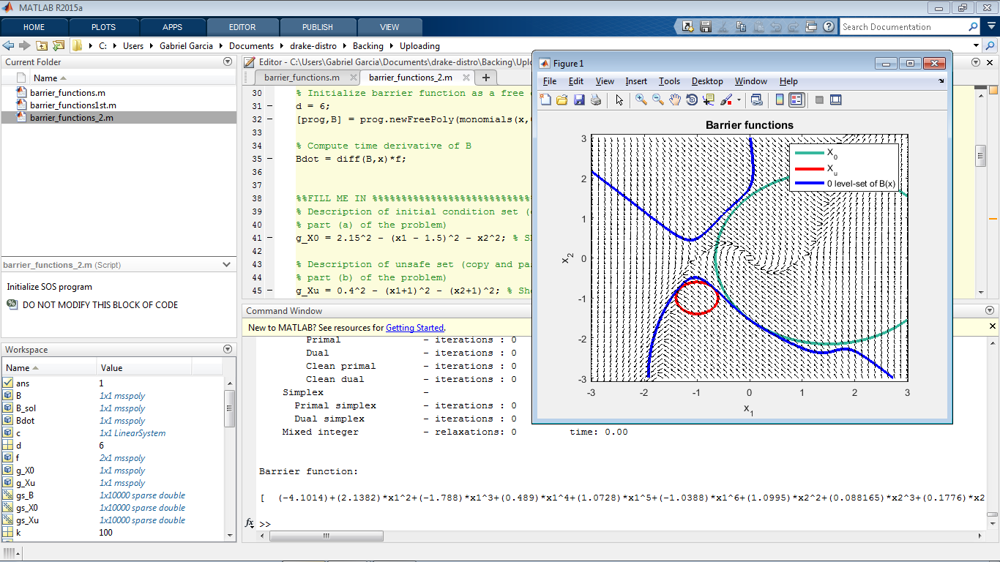 MATLAB R2015a
HOME PLOTS APPS EDITOR PUBLISH VIEW
Search Documentation
C: Users Gabriel Garcia Documents drake-distro Backing Uploading
Current Folder
Name
barrier_functions.m
barrier_functions1st.m
barrier_functions_2.m
barrier_functions_2.m (Script)
Initialize SOS program
DO NOT MODIFY THIS BLOCK OF CODE
Workspace
Name Value
ans 1
B 1x1 msspoly
B_sol 1x1 msspoly
Bdot 1x1 msspoly
c 1x1 LinearSystem
d 6
f 2x1 msspoly
g_X0 1x1 msspoly
g_Xu 1x1 msspoly
gs_B 1x10000 sparse double
gs_X0 1x10000 sparse double
gs_Xu 1x10000 sparse double
k 100
Editor - C:\Users\Gabriel Garcia\Documents\drake-distro\Backing\Uplo
barrier_functions.m barrier_functions_2.m
30 % Initialize barrier function as a free
31 - d = 6;
32 - [prog,B] = prog.newFreePoly(monomials(x,
33
34 % Compute time derivative of B
35 - Bdot = diff(B,x)*f;
36
37
38 %%FILL ME IN %%%%%%%%%%%%%%%%%%%%%%%%%%%
39 % Description of initial condition set (
40 % part (a) of the problem)
41 - g_X0 = 2.15^2 - (x1 - 1.5)^2 - x2^2; % S
42
43 % Description of unsafe set (copy and pa
44 % part (b) of the problem)
45 - g_Xu = 0.4^2 - (x1+1)^2 - (x2+1)^2; % Sh
Command Window
New to MATLAB? See resources for Getting Started.
Primal - iterations : 0
Dual - iterations : 0
Clean primal - iterations : 0
Clean dual - iterations : 0
Simplex -
Primal simplex - iterations : 0
Dual simplex - iterations : 0
Mixed integer - relaxations: 0 time: 0.00
Barrier function:
[ (-4.1014)+(2.1382)*x1^2+(-1.788)*x1^3+(0.489)*x1^4+(1.0728)*x1^5+(-1.0388)*x1^6+(1.0995)*x2^2+(0.088165)*x2^3+(0.1776)*x2
fx >>
Figure 1
File Edit View Insert Tools Desktop Window Help
Barrier functions
X0
Xu
0 level-set of B(x)
3
2
1
0
-1
-2
-3
x2
-3 -2 -1 0 1 2 3
x1